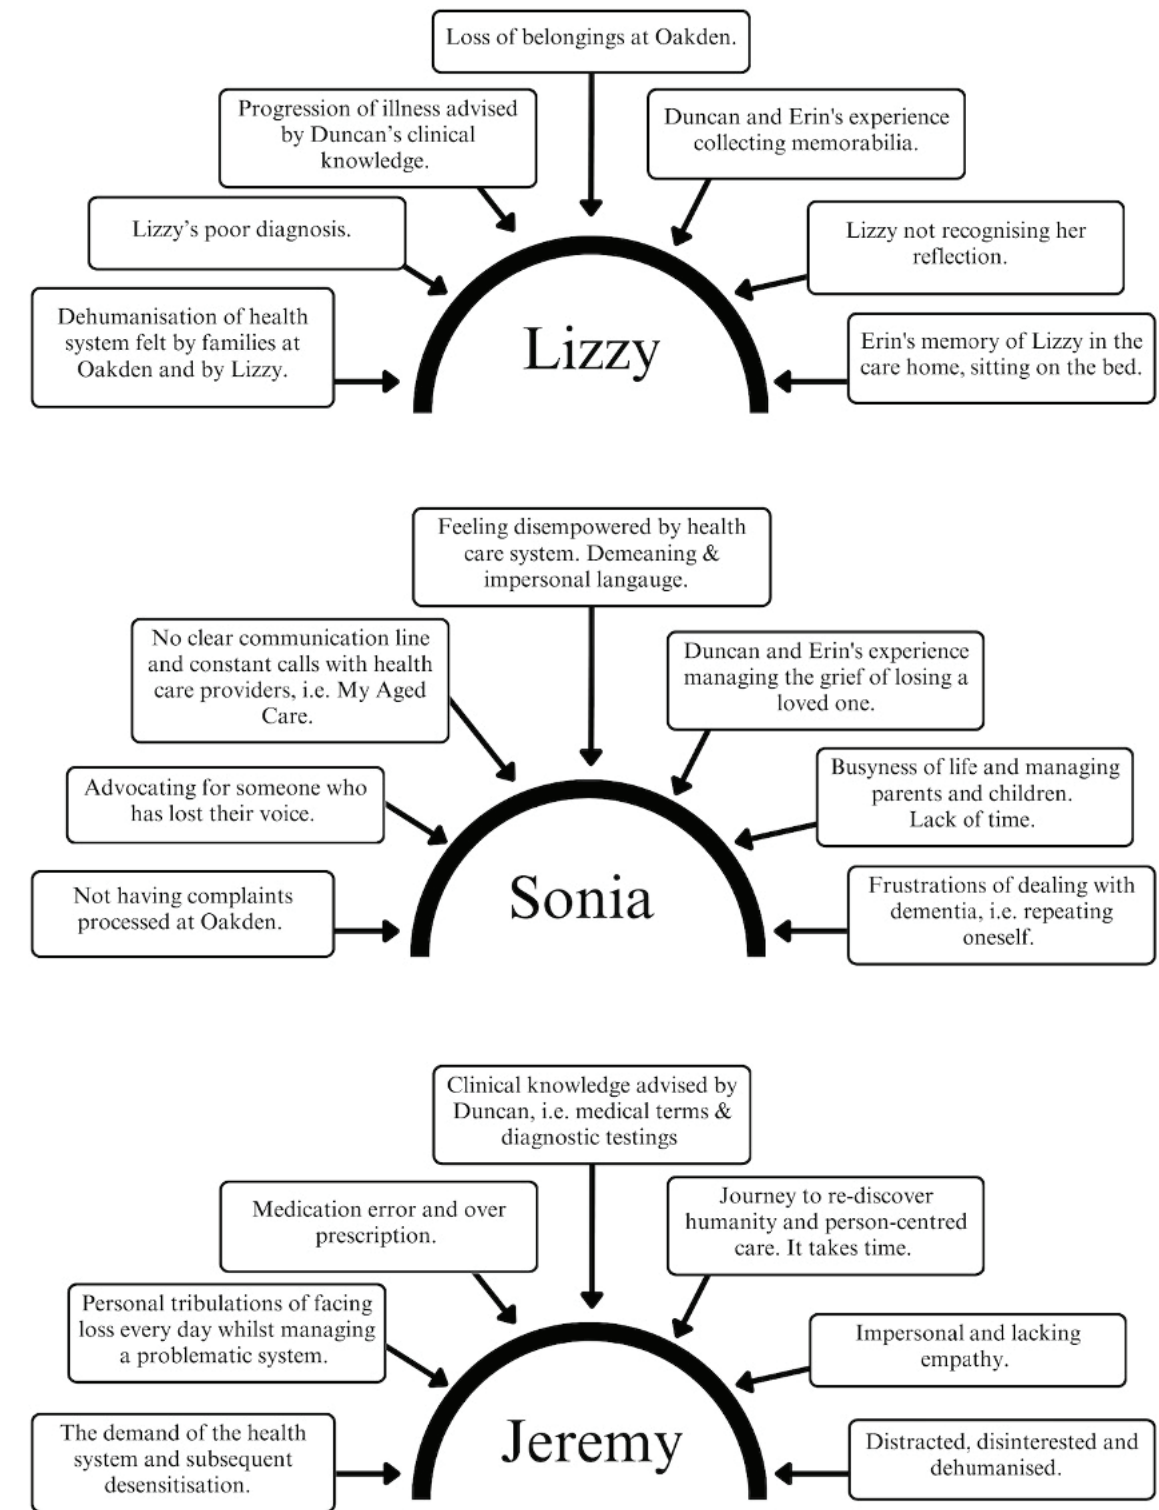 Loss of belongings at Oakden.
Progression of illness advised
by Duncan’s clinical
knowledge.
Duncan and Erin's experience
collecting memorabilia.
Lizzy’s poor diagnosis.
Lizzy not recognising her
reflection.
Dehumanisation of health
system felt by families at
Oakden and by Lizzy.
Erin's memory of Lizzy in the
care home, sitting on the bed.
Lizzy
Feeling disempowered by health
care system. Demeaning &
impersonal langauge.
No clear communication line
and constant calls with health
care providers, i.e. My Aged
Care.
Duncan and Erin's experience
managing the grief of losing a
loved one.
Advocating for someone who
has lost their voice.
Busyness of life and managing
parents and children.
Lack of time.
Not having complaints
processed at Oakden.
Frustrations of dealing with
dementia, i.e. repeating
oneself.
Sonia
Clinical knowledge advised by
Duncan, i.e. medical terms &
diagnostic testings
Medication error and over
prescription.
Journey to re-discover
humanity and person-centred
care. It takes time.
Personal tribulations of facing
loss every day whilst managing
a problematic system.
Impersonal and lacking
empathy.
The demand of the health
system and subsequent
desensitisation.
Distracted, disinterested and
dehumanised.
Jeremy